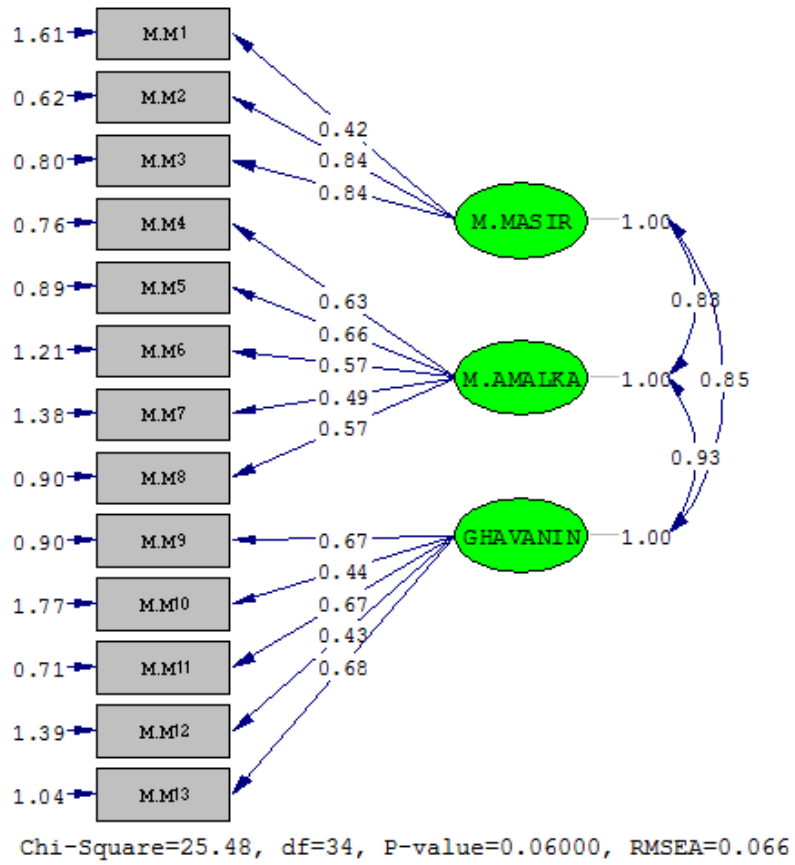 1.61 M.M1
0.62 M.M2
0.80 M.M3
0.76 M.M4
0.89 M.M5
1.21 M.M6
1.38 M.M7
0.90 M.M8
0.90 M.M9
1.77 M.M10
0.71 M.M11
1.39 M.M12
1.04 M.M13
0.42
0.84
0.84
0.63
0.66
0.57
0.49
0.57
0.67
0.44
0.67
0.43
0.68
M.MASIR 1.00
M.AMALKA 1.00
GHAVANIN 1.00
0.83
0.85
0.93
Chi-Square=25.48, df=34, P-value=0.06000, RMSEA=0.066